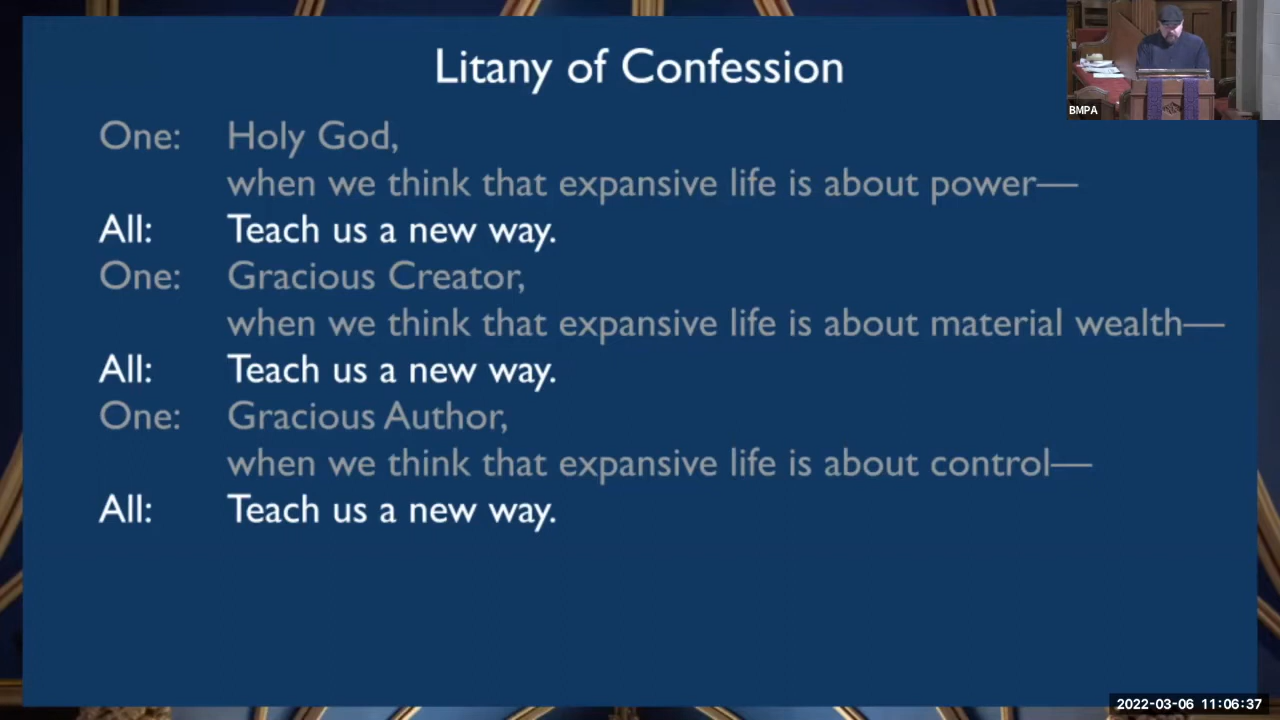 Litany of Confession
BMPA
One: Holy God,
when we think that expansive life is about power—
All: Teach us a new way.
One: Gracious Creator,
when we think that expansive life is about material wealth—
All: Teach us a new way.
One: Gracious Author,
when we think that expansive life is about control—
All: Teach us a new way.
2022-03-06 11:06:37